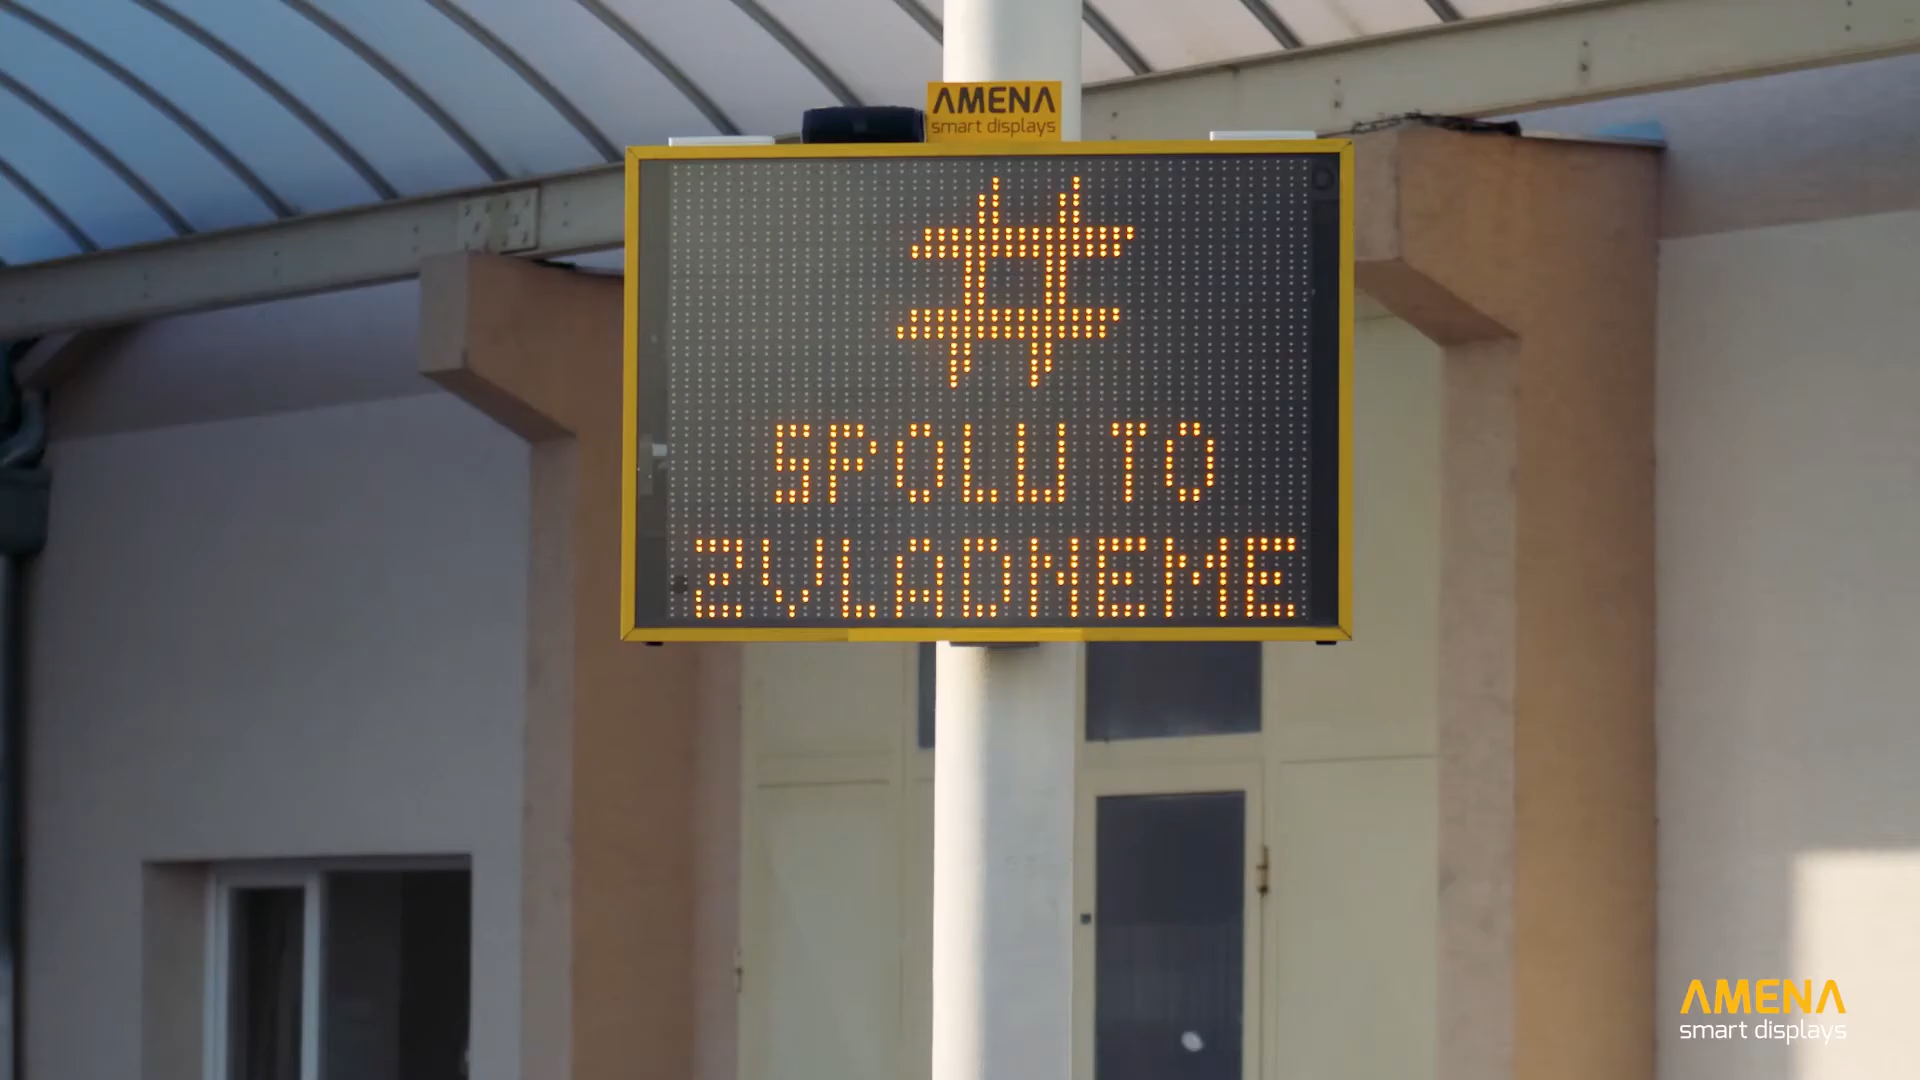 AMENA
smart displays
#
SPOLU TO
ZVLADNEME
AMENA
smart displays